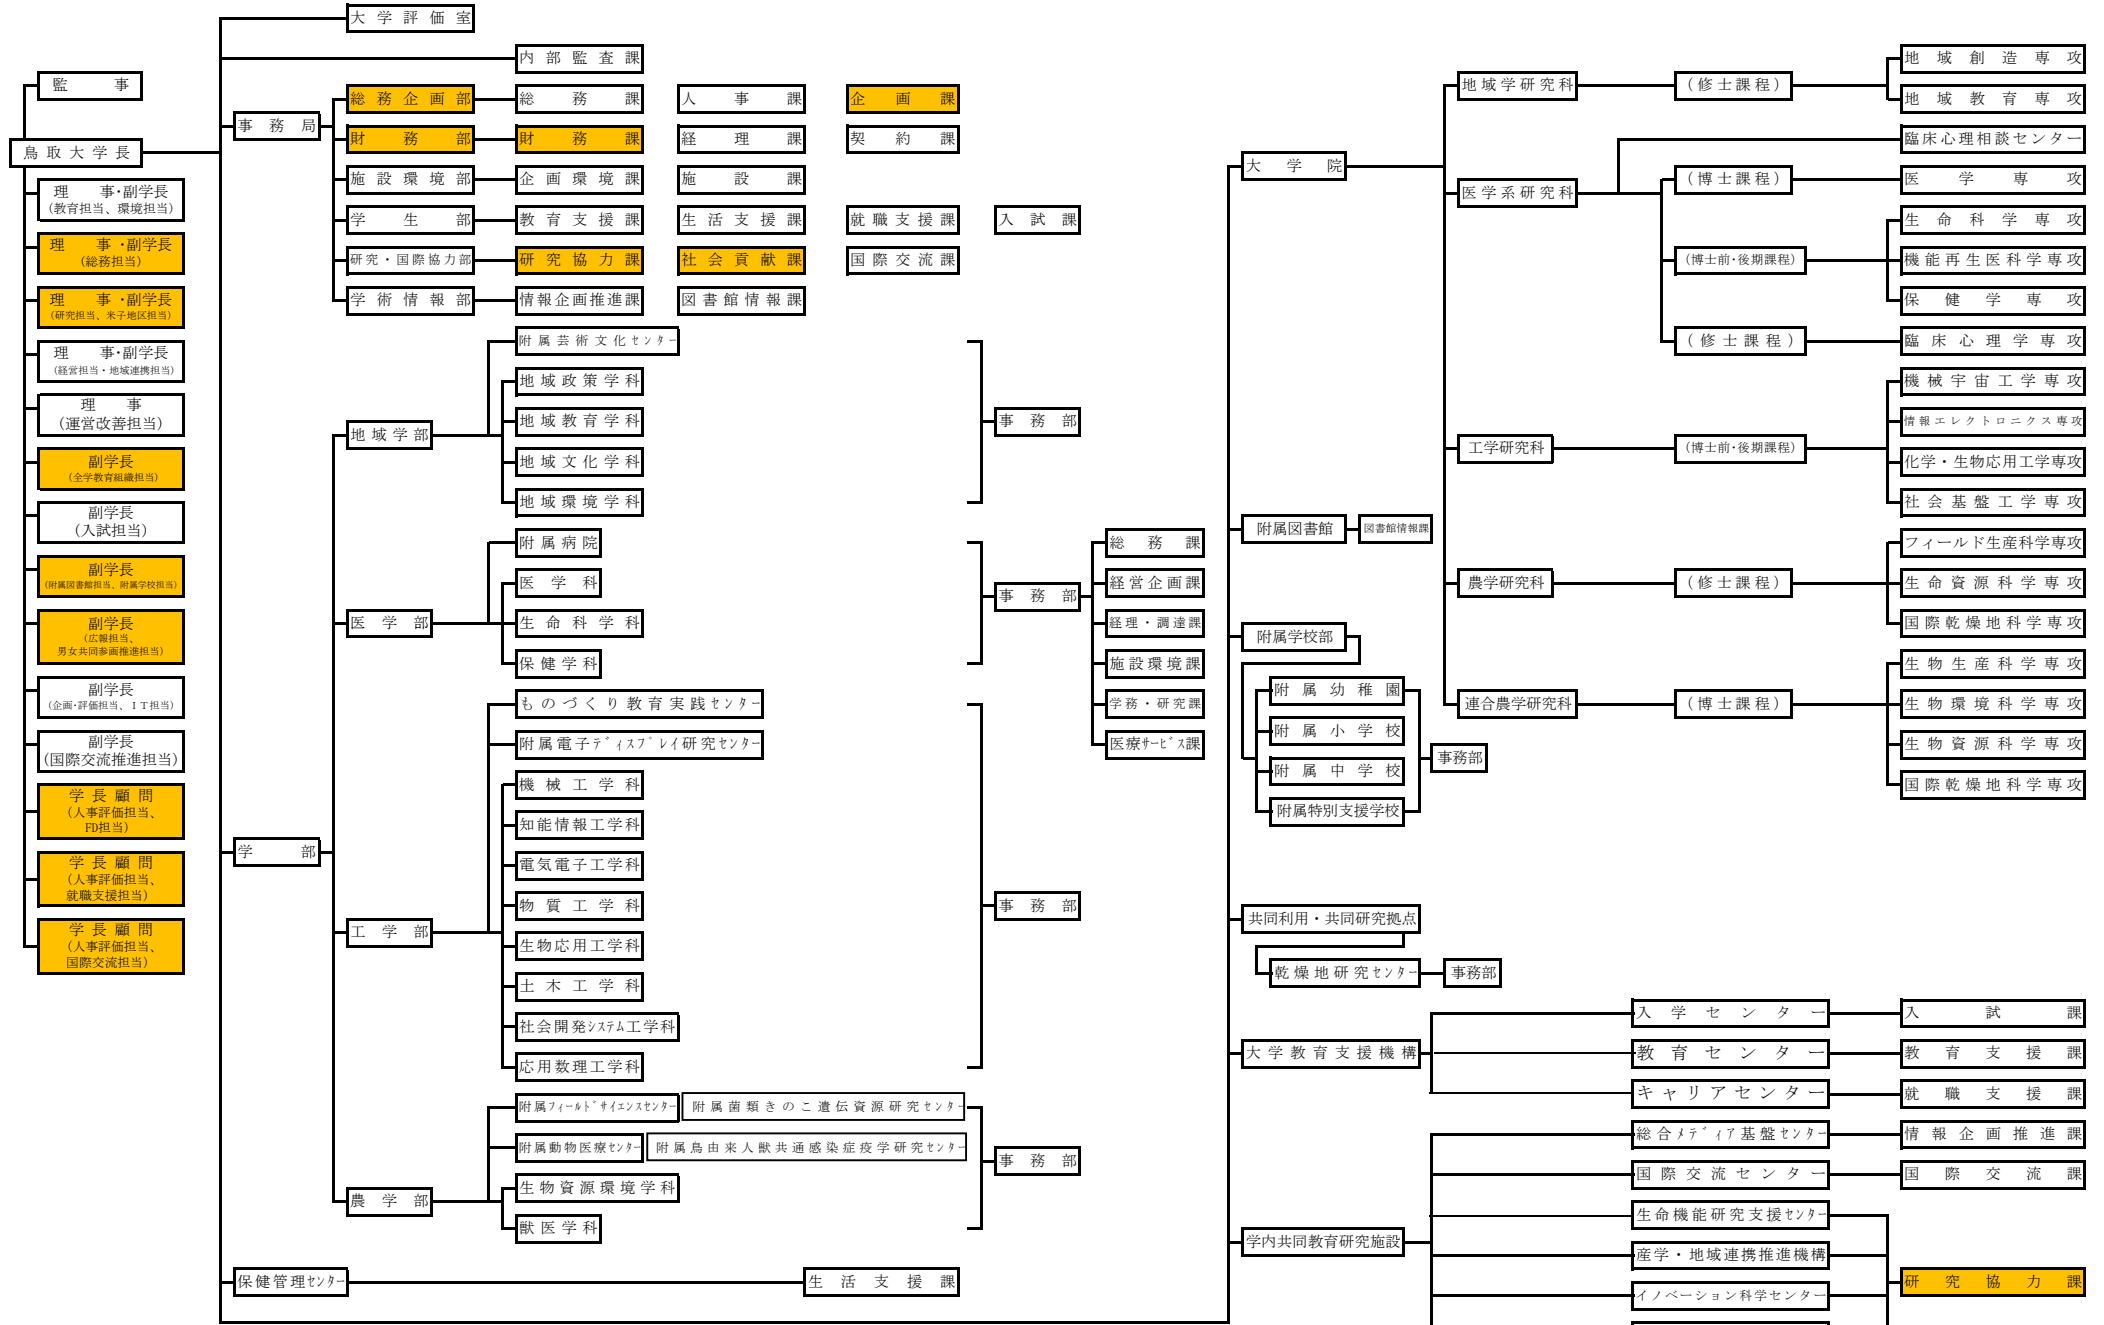 大学評価室
内部監査課
監事
鳥取大学長
理事・副学長
(教育担当、環境担当)
理事・副学長
(総務担当)
理事・副学長
(研究担当、米子地区担当)
理事・副学長
(経営担当・地域連携担当)
理事
(運営改善担当)
副学長
(全学教育組織担当)
副学長
(入試担当)
副学長
(附属図書館担当、附属学校担当)
副学長
(広報担当、
男女共同参画推進担当)
副学長
(企画・評価担当、IT担当)
副学長
(国際交流推進担当)
学長顧問
(人事評価担当、
FD担当)
学長顧問
(人事評価担当、
就職支援担当)
学長顧問
(人事評価担当、
国際交流担当)
事務局
総務企画部 総務課 人事課 企画課
財務部 財務課 経理課 契約課
施設環境部 企画環境課 施設課
学生部 教育支援課 生活支援課 就職支援課 入試課
研究・国際協力部 研究協力課 社会貢献課 国際交流課
学術情報部 情報企画推進課 図書館情報課
学部
地域学部
附属芸術文化センター
地域政策学科
地域教育学科
地域文化学科
地域環境学科
事務部
医学部
附属病院
医学科
生命科学科
保健学科
事務部
総務課
経営企画課
経理・調達課
施設環境課
学務・研究課
医療サービス課
工学部
ものづくり教育実践センター
附属電子ディスプレイ研究センター
機械工学科
知能情報工学科
電気電子工学科
物質工学科
生物応用工学科
土木工学科
社会開発システム工学科
応用数理工学科
事務部
農学部
附属フィールドサイエンスセンター 附属菌類きのこ遺伝資源研究センター
附属動物医療センター 附属鳥由来人獣共通感染症疫学研究センター
生物資源環境学科
獣医学科
事務部
保健管理センター 生活支援課
大学院
地域学研究科 (修士課程)
地域創造専攻
地域教育専攻
医学系研究科
臨床心理相談センター
(博士課程) 医学専攻
(博士前・後期課程)
生命科学専攻
機能再生医科学専攻
保健学専攻
(修士課程) 臨床心理学専攻
工学研究科 (博士前・後期課程)
機械宇宙工学専攻
情報エレクトロニクス専攻
化学・生物応用工学専攻
社会基盤工学専攻
農学研究科 (修士課程)
フィールド生産科学専攻
生命資源科学専攻
国際乾燥地科学専攻
連合農学研究科 (博士課程)
生物生産科学専攻
生物環境科学専攻
生物資源科学専攻
国際乾燥地科学専攻
附属図書館 図書館情報課
附属学校部
附属幼稚園
附属小学校
附属中学校
附属特別支援学校
事務部
共同利用・共同研究拠点
乾燥地研究センター 事務部
大学教育支援機構
入学センター 入試課
教育センター 教育支援課
キャリアセンター 就職支援課
学内共同教育研究施設
総合メディア基盤センター 情報企画推進課
国際交流センター 国際交流課
生命機能研究支援センター
産学・地域連携推進機構
イノベーション科学センター
研究協力課